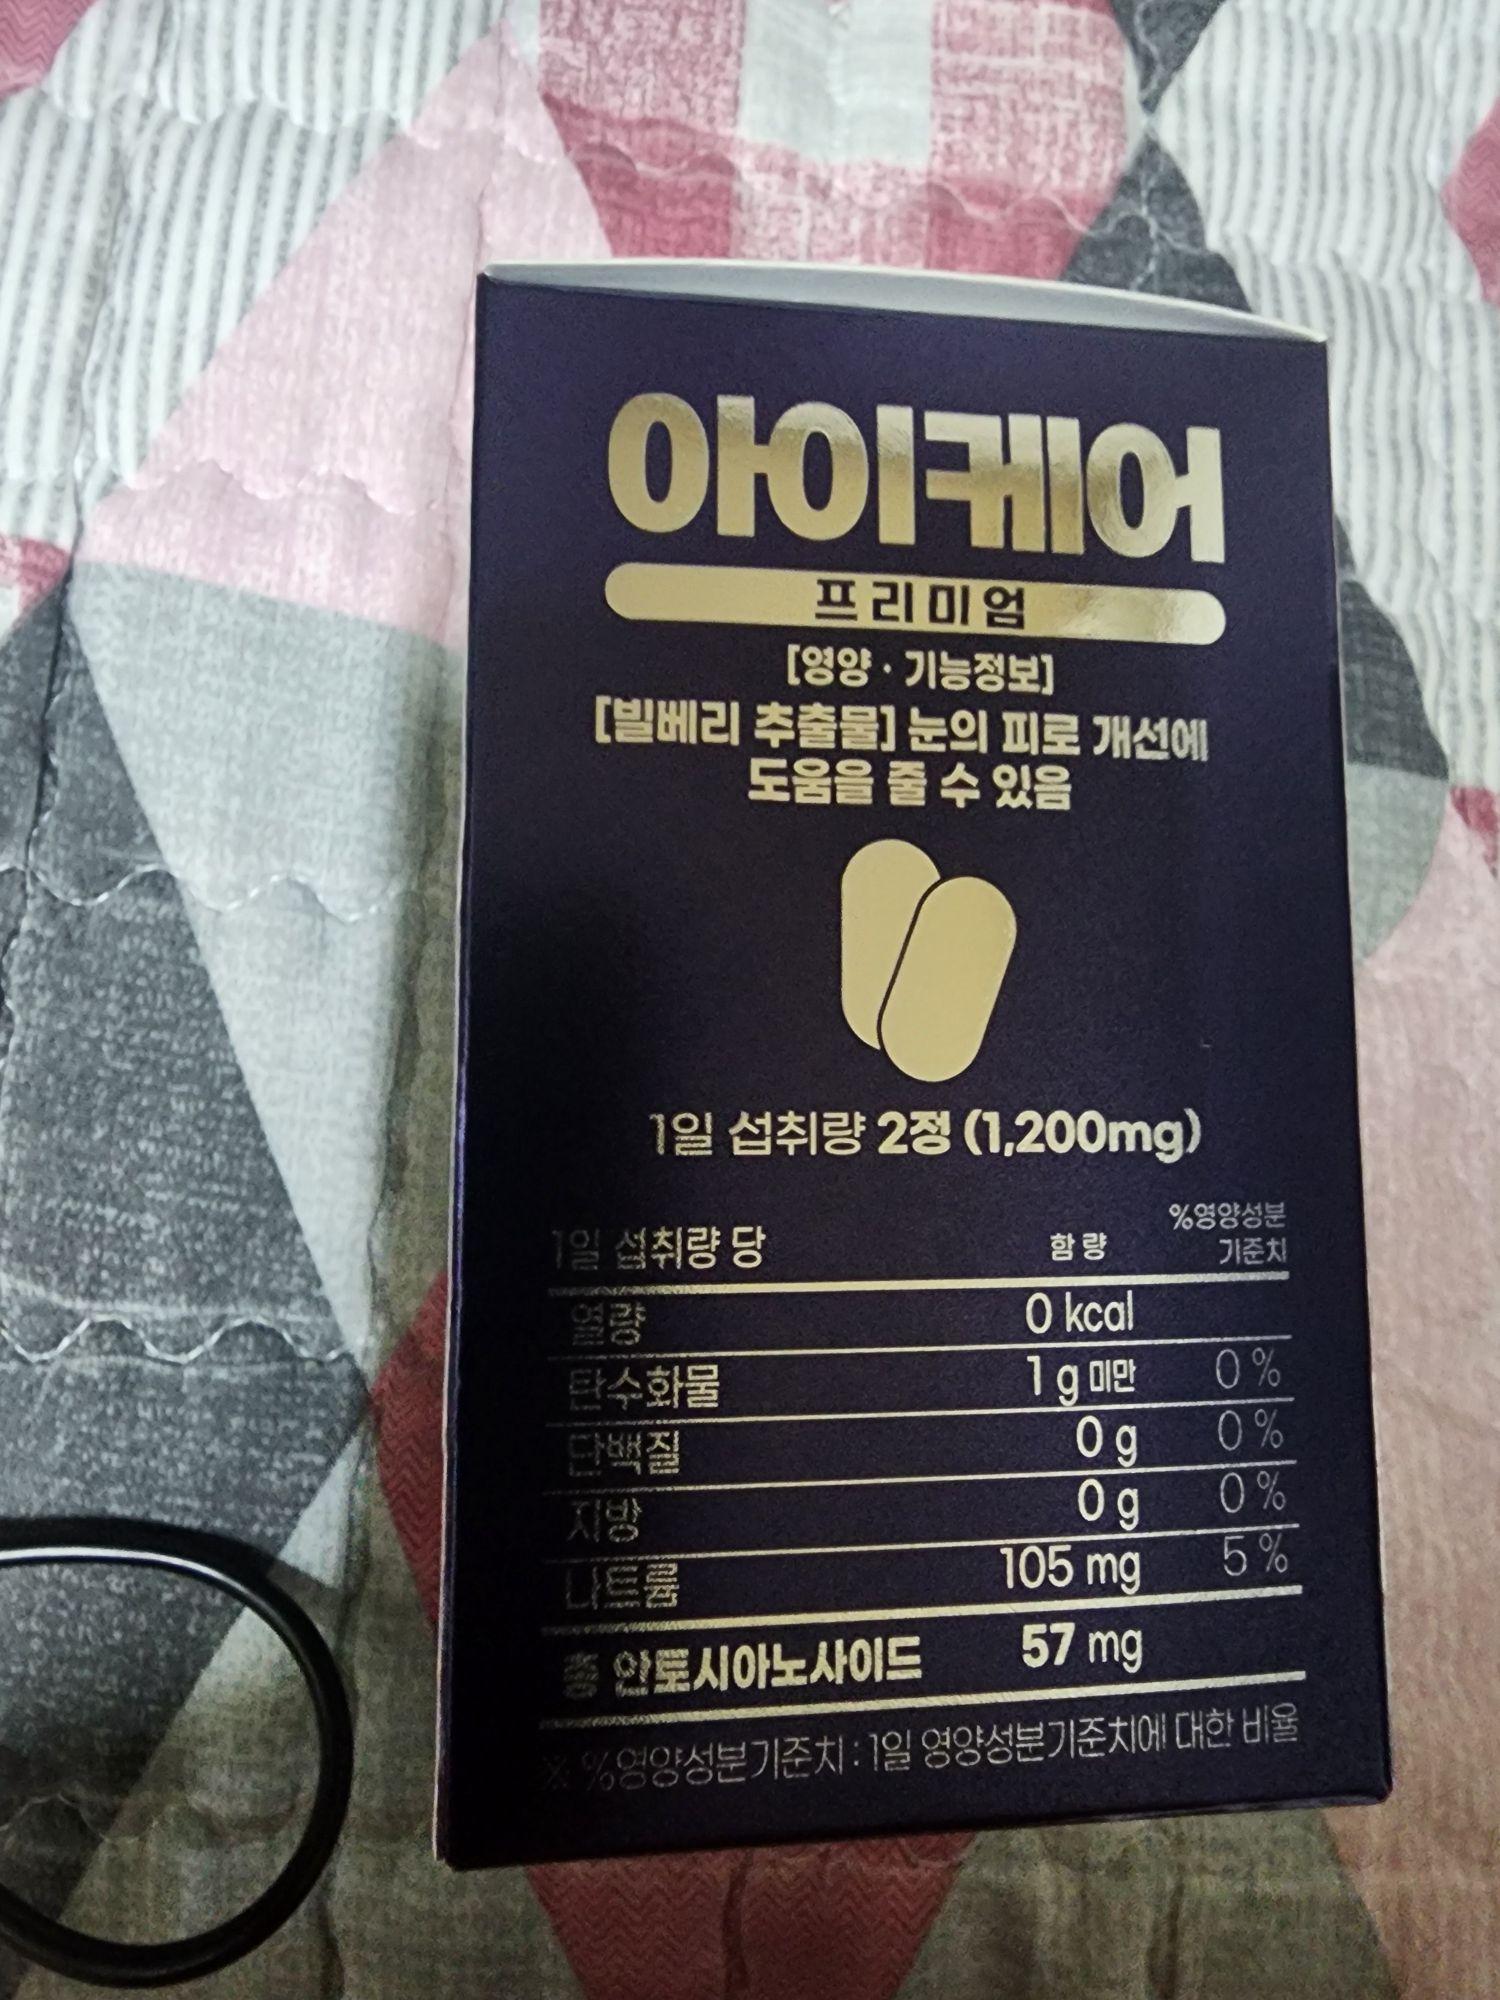 아이케어
프리미엄
[영양·기능정보]
[빌베리 추출물] 눈의 피로 개선에
도움을 줄 수 있음
1일 섭취량 2정 (1,200mg)
1일 섭취량 당 함량 %영양성분
기준치
열량 0 kcal
탄수화물 1 g 미만 0 %
단백질 0 g 0 %
지방 0 g 0 %
나트륨 105 mg 5 %
총 안토시아노사이드 57 mg
※ %영양성분기준치 : 1일 영양성분기준치에 대한 비율